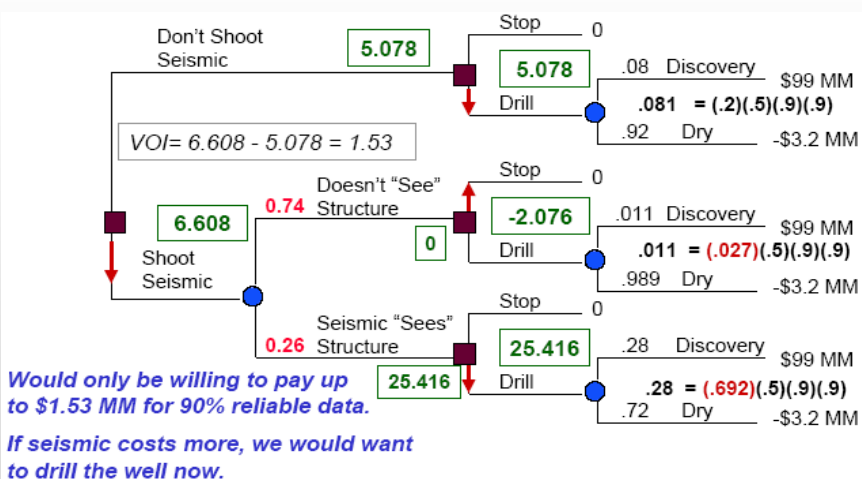 Stop
0
Don't Shoot
Seismic
5.078
5.078
.08 Discovery
$99 MM
Drill
.081 = (.2)(.5)(.9)(.9)
.92 Dry
-$3.2 MM
VOI= 6.608 - 5.078 = 1.53
Stop
0
Doesn't "See"
0.74 Structure
-2.076
.011 Discovery
$99 MM
6.608
0
Drill
.011 = (.027)(.5)(.9)(.9)
.989 Dry
-$3.2 MM
Shoot
Seismic
Stop
0
Seismic "Sees"
0.26 Structure
25.416
.28 Discovery
$99 MM
25.416
Drill
.28 = (.692)(.5)(.9)(.9)
.72 Dry
-$3.2 MM
Would only be willing to pay up
to $1.53 MM for 90% reliable data.
If seismic costs more, we would want
to drill the well now.